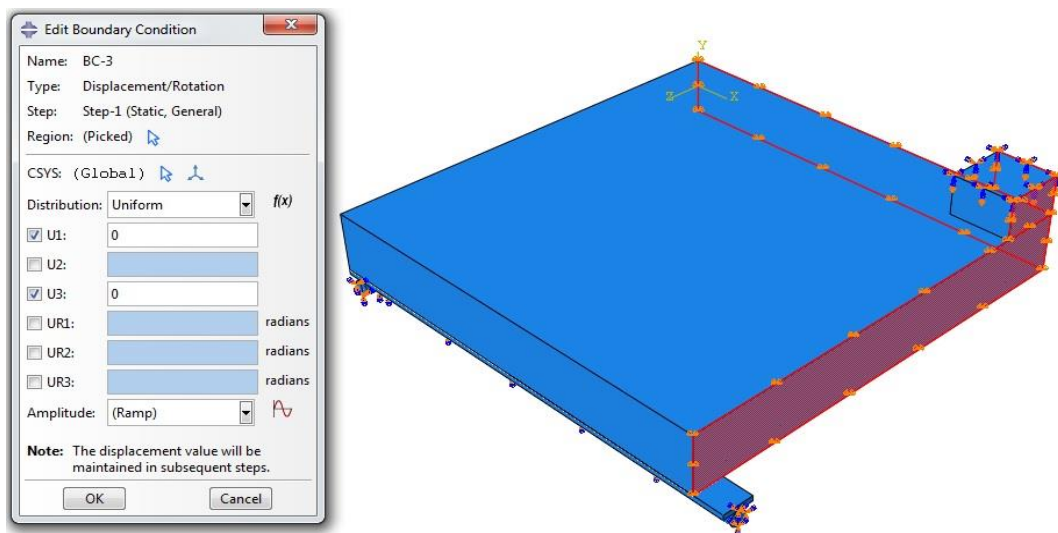 Edit Boundary Condition
Name: BC-3
Type: Displacement/Rotation
Step: Step-1 (Static, General)
Region: (Picked)
CSYS: (Global)
Distribution: Uniform f(x)
U1: 0
U2:
U3: 0
UR1: radians
UR2: radians
UR3: radians
Amplitude: (Ramp)
Note: The displacement value will be
maintained in subsequent steps.
OK Cancel
Y
Z X